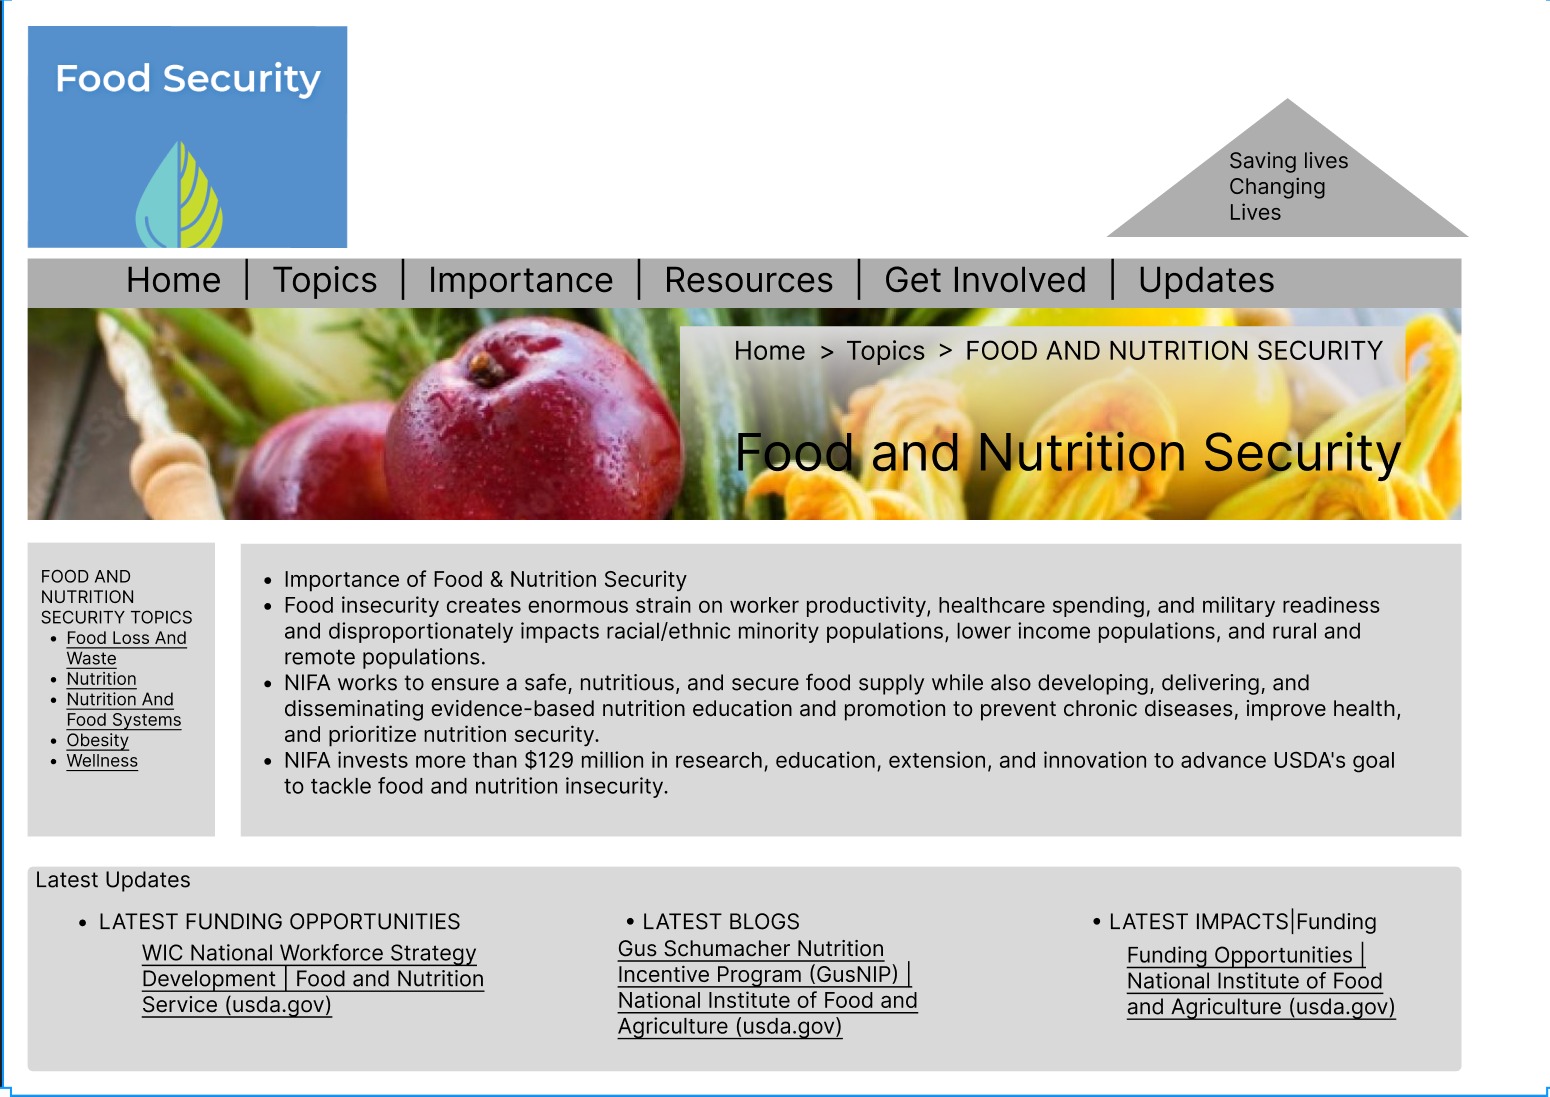 Food Security
Saving lives
Changing
Lives
Home | Topics | Importance | Resources | Get Involved | Updates
Home > Topics > FOOD AND NUTRITION SECURITY
Food and Nutrition Security
FOOD AND
NUTRITION
SECURITY TOPICS
• Food Loss And
Waste
• Nutrition
• Nutrition And
Food Systems
• Obesity
• Wellness
• Importance of Food & Nutrition Security
• Food insecurity creates enormous strain on worker productivity, healthcare spending, and military readiness
and disproportionately impacts racial/ethnic minority populations, lower income populations, and rural and
remote populations.
• NIFA works to ensure a safe, nutritious, and secure food supply while also developing, delivering, and
disseminating evidence-based nutrition education and promotion to prevent chronic diseases, improve health,
and prioritize nutrition security.
• NIFA invests more than $129 million in research, education, extension, and innovation to advance USDA's goal
to tackle food and nutrition insecurity.
Latest Updates
• LATEST FUNDING OPPORTUNITIES
WIC National Workforce Strategy
Development | Food and Nutrition
Service (usda.gov)
• LATEST BLOGS
Gus Schumacher Nutrition
Incentive Program (GusNIP) |
National Institute of Food and
Agriculture (usda.gov)
• LATEST IMPACTS|Funding
Funding Opportunities |
National Institute of Food
and Agriculture (usda.gov)